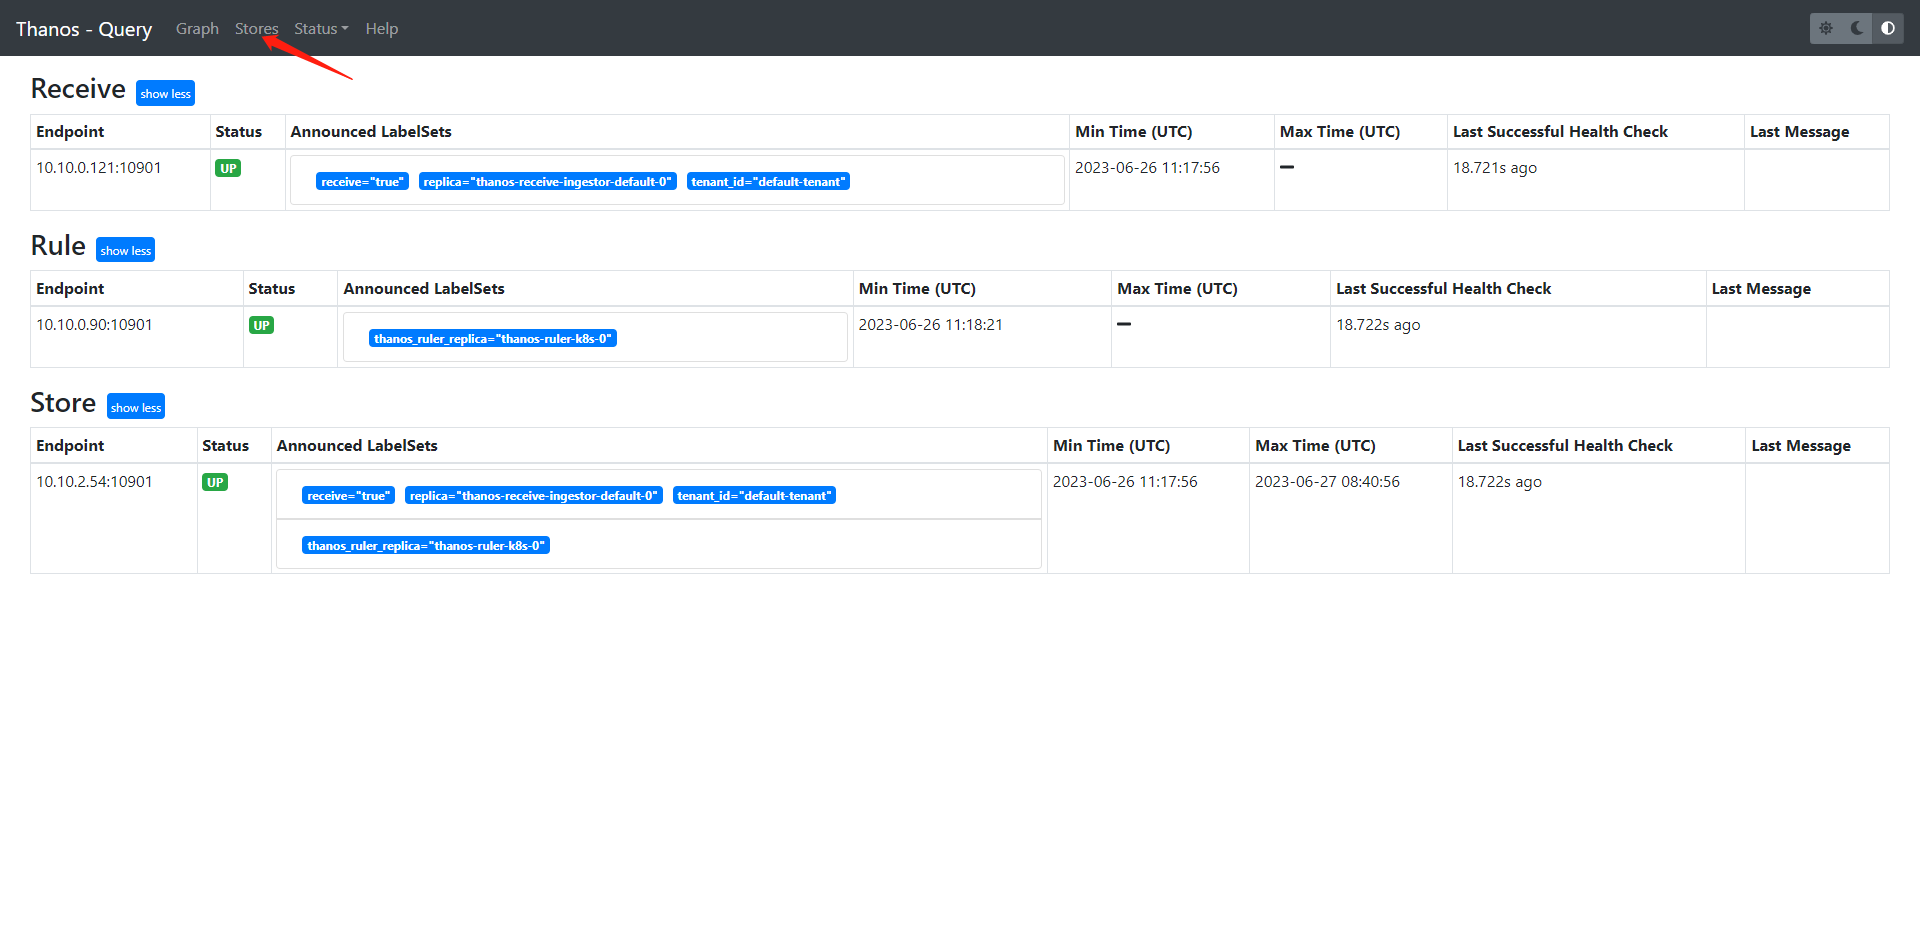 Thanos - Query Graph Stores Status Help
Receive show less
Endpoint Status Announced LabelSets Min Time (UTC) Max Time (UTC) Last Successful Health Check Last Message
10.10.0.121:10901 UP receive="true" replica="thanos-receive-ingestor-default-0" tenant_id="default-tenant" 2023-06-26 11:17:56 — 18.721s ago
Rule show less
Endpoint Status Announced LabelSets Min Time (UTC) Max Time (UTC) Last Successful Health Check Last Message
10.10.0.90:10901 UP thanos_ruler_replica="thanos-ruler-k8s-0" 2023-06-26 11:18:21 — 18.722s ago
Store show less
Endpoint Status Announced LabelSets Min Time (UTC) Max Time (UTC) Last Successful Health Check Last Message
10.10.2.54:10901 UP receive="true" replica="thanos-receive-ingestor-default-0" tenant_id="default-tenant" 2023-06-26 11:17:56 2023-06-27 08:40:56 18.722s ago
thanos_ruler_replica="thanos-ruler-k8s-0"